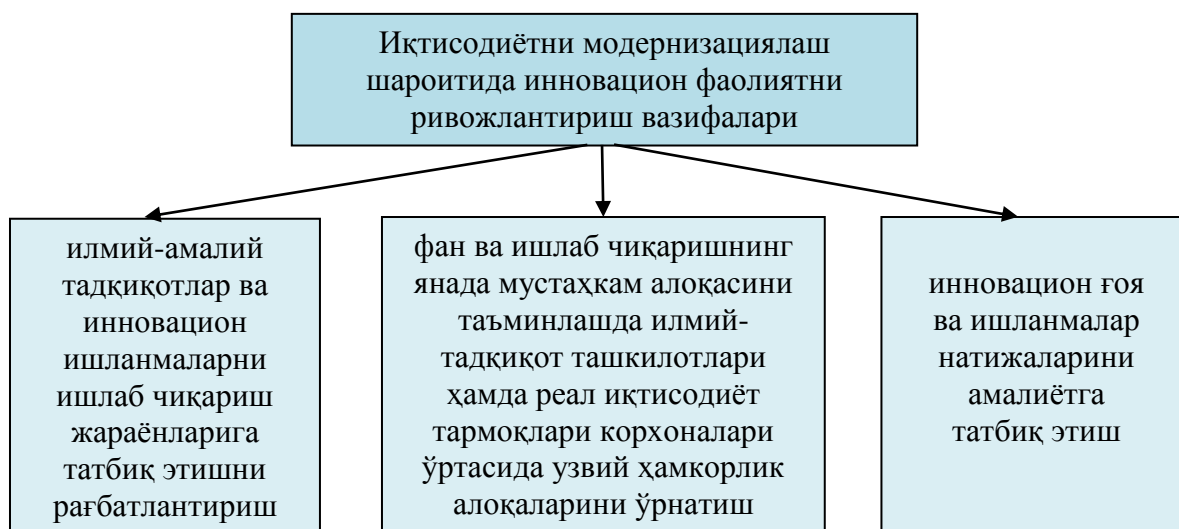 Иқтисодиётни модернизациялаш
шароитида инновацион фаолиятни
ривожлантириш вазифалари
илмий-амалий
тадқиқотлар ва
инновацион
ишланмаларни
ишлаб чиқариш
жараёнларига
татбиқ этишни
рағбатлантириш
фан ва ишлаб чиқаришнинг
янада мустаҳкам алоқасини
таъминлашда илмий-
тадқиқот ташкилотлари
ҳамда реал иқтисодиёт
тармоқлари корхоналари
ўртасида узвий ҳамкорлик
алоқаларини ўрнатиш
инновацион ғоя
ва ишланмалар
натижаларини
амалиётга
татбиқ этиш